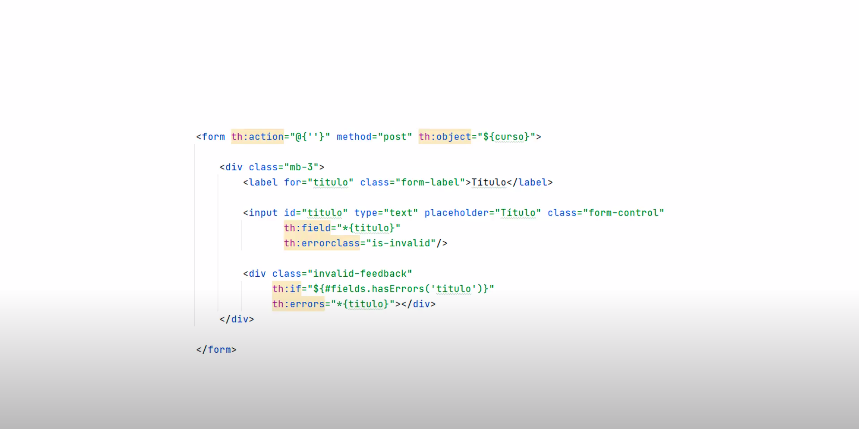 <form th:action="@{''}" method="post" th:object="${curso}">
<div class="mb-3">
<label for="titulo" class="form-label">Título</label>
<input id="titulo" type="text" placeholder="Título" class="form-control"
th:field="*{titulo}"
th:errorclass="is-invalid"/>
<div class="invalid-feedback"
th:if="${#fields.hasErrors('titulo')}"
th:errors="*{titulo}"></div>
</div>
</form>